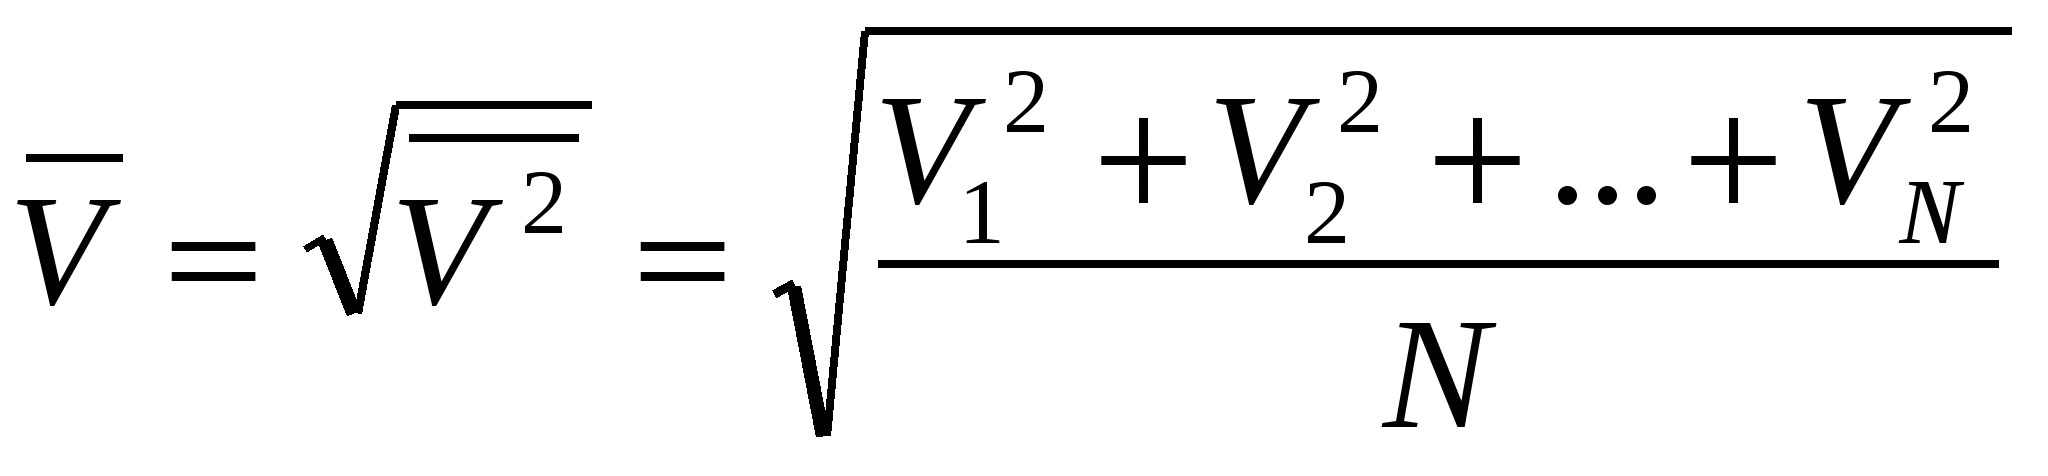 V̅ = √(V̅²) = √((V₁² + V₂² + ... + V_N²) / N)